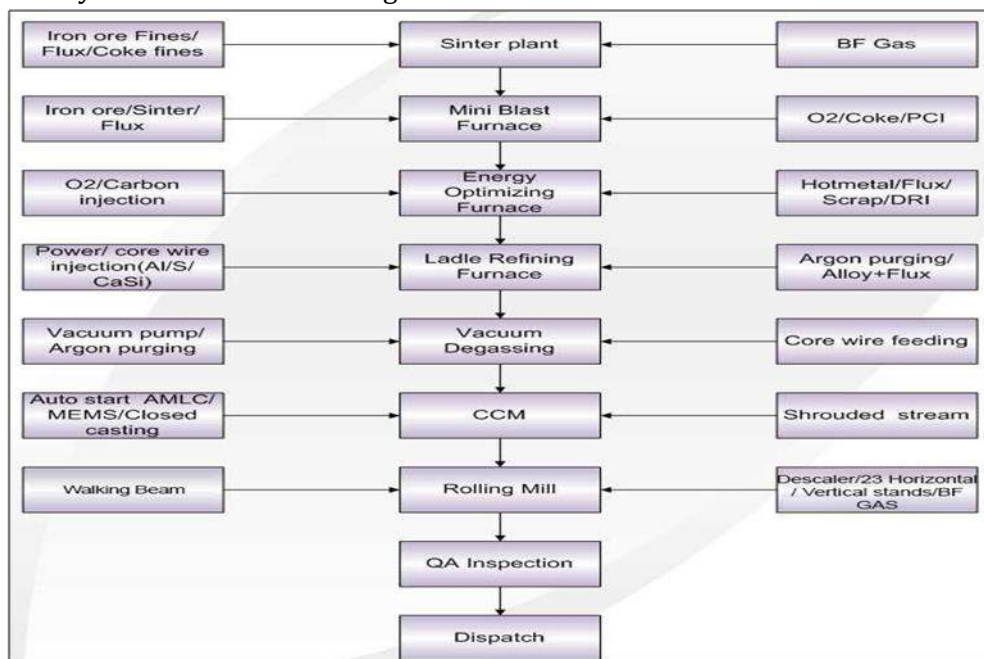 Iron ore Fines/
Flux/Coke fines
Sinter plant
BF Gas
Iron ore/Sinter/
Flux
Mini Blast
Furnace
O2/Coke/PCI
O2/Carbon
injection
Energy
Optimizing
Furnace
Hotmetal/Flux/
Scrap/DRI
Power/ core wire
injection(Al/S/
CaSi)
Ladle Refining
Furnace
Argon purging/
Alloy+Flux
Vacuum pump/
Argon purging
Vacuum
Degassing
Core wire feeding
Auto start AMLC/
MEMS/Closed
casting
CCM
Shrouded stream
Walking Beam
Rolling Mill
Descaler/23 Horizontal
/ Vertical stands/BF
GAS
QA Inspection
Dispatch